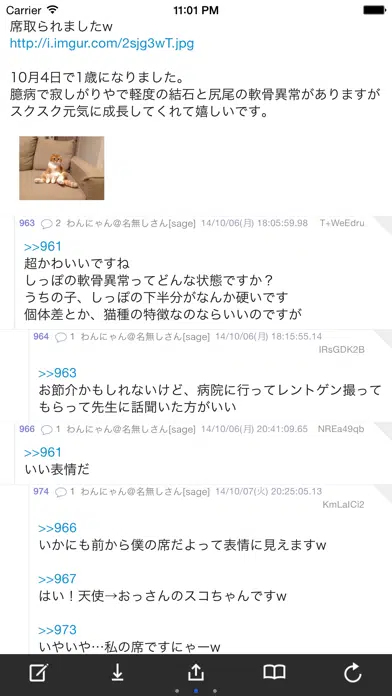 Carrier 11:01 PM
席取られましたw
http://i.imgur.com/2sjg3wT.jpg
10月4日で1歳になりました。
臆病で寂しがりやで軽度の結石と尻尾の軟骨異常がありますが
スクスク元気に成長してくれて嬉しいです。
963 2 わんにゃん@名無しさん[sage] 14/10/06(月) 18:05:59.98 T+WeEdru
>>961
超かわいいですね
しっぽの軟骨異常ってどんな状態ですか？
うちの子、しっぽの下半分がなんか硬いです
個体差とか、猫種の特徴なのならいいのですが
964 1 わんにゃん@名無しさん[sage] 14/10/06(月) 18:15:55.14
IRsGDK2B
>>963
お節介かもしれないけど、病院に行ってレントゲン撮って
もらって先生に話聞いた方がいい
966 1 わんにゃん@名無しさん[sage] 14/10/06(月) 20:41:09.65 NREa49qb
>>961
いい表情だ
974 1 わんにゃん@名無しさん[sage] 14/10/07(火) 20:25:05.13
KmLaICi2
>>966
いかにも前から僕の席だよって表情に見えますw
>>967
はい！天使→おっさんのスコちゃんですw
>>973
いやいや…私の席ですにゃーw